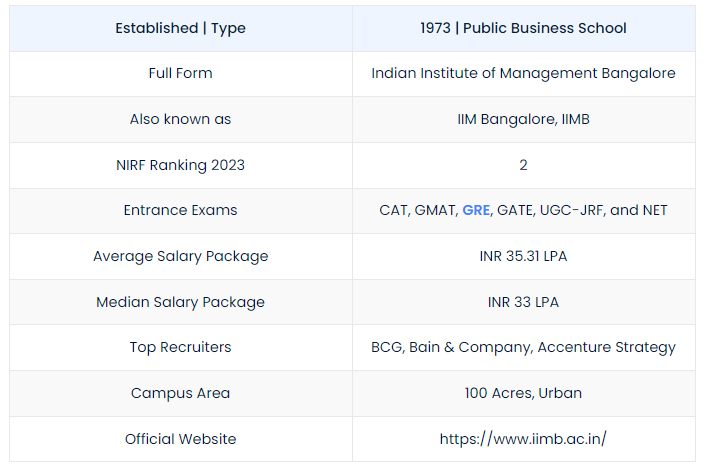 Established | Type 1973 | Public Business School
Full Form Indian Institute of Management Bangalore
Also known as IIM Bangalore, IIMB
NIRF Ranking 2023 2
Entrance Exams CAT, GMAT, GRE, GATE, UGC-JRF, and NET
Average Salary Package INR 35.31 LPA
Median Salary Package INR 33 LPA
Top Recruiters BCG, Bain & Company, Accenture Strategy
Campus Area 100 Acres, Urban
Official Website https://www.iimb.ac.in/